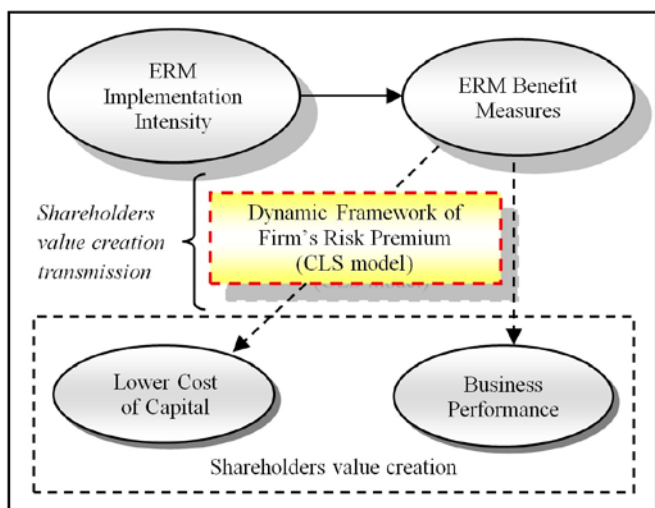 ERM
Implementation
Intensity
ERM Benefit
Measures
Shareholders
value creation
transmission
Dynamic Framework of
Firm's Risk Premium
(CLS model)
Lower Cost
of Capital
Business
Performance
Shareholders value creation